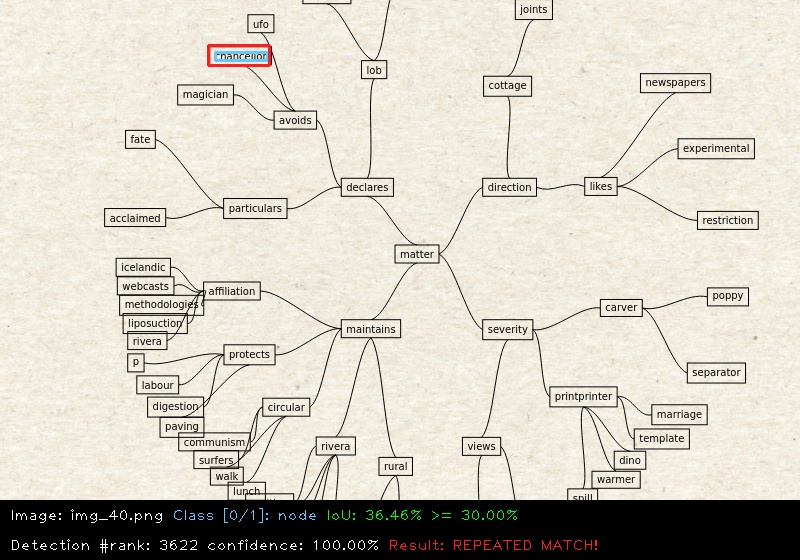 joints
ufo
chancellor
lob
cottage
newspapers
magician
avoids
fate
experimental
declares
direction
likes
particulars
acclaimed
restriction
matter
icelandic
webcasts
affiliation
methodologies
poppy
carver
liposuction
maintains
severity
rivera
p
protects
separator
labour
printprinter
digestion
circular
marriage
paving
template
communism
rivera
views
surfers
dino
rural
walk
warmer
lunch
spill
Image: img_40.png Class [0/1]: node IoU: 36.46% >= 30.00%
Detection #rank: 3622 confidence: 100.00% Result: REPEATED MATCH!